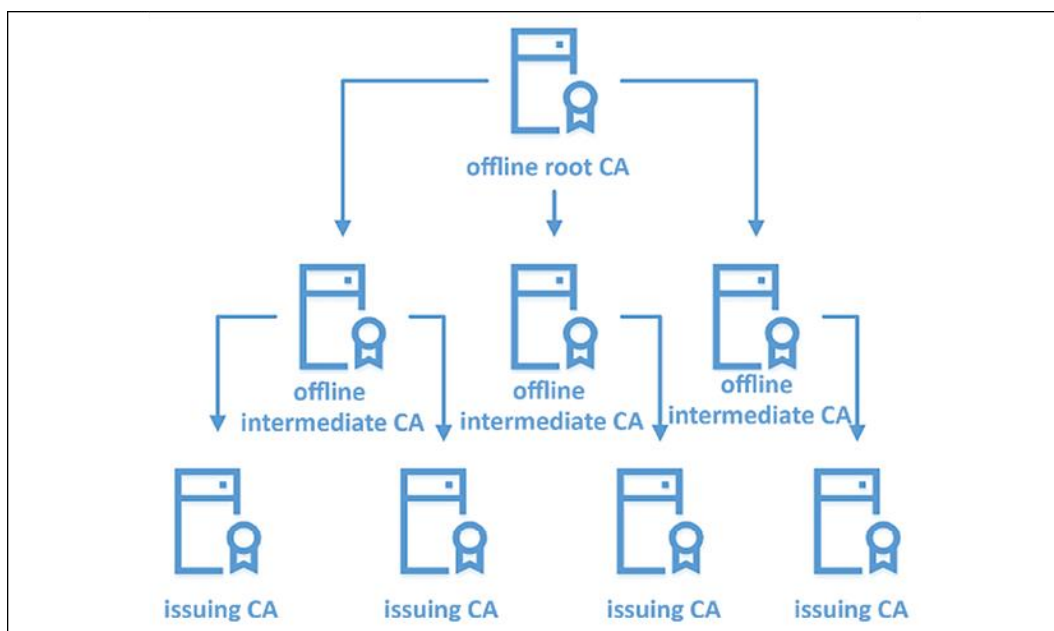 offline root CA
offline
intermediate CA
offline
intermediate CA
offline
intermediate CA
issuing CA
issuing CA
issuing CA
issuing CA